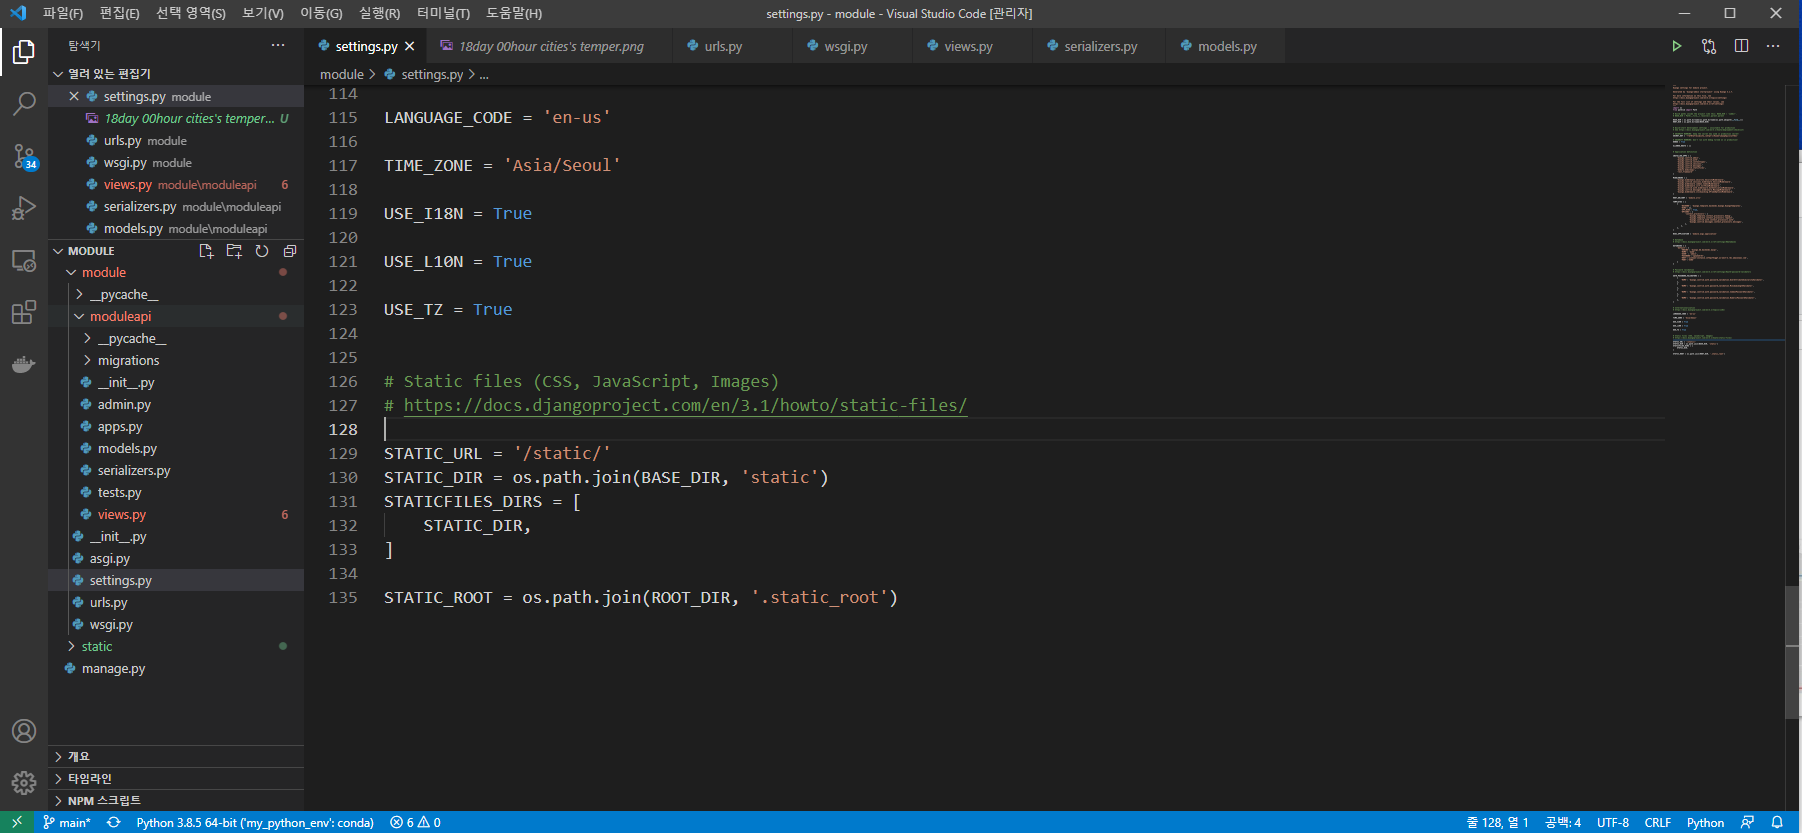 파일(F) 편집(E) 선택 영역(S) 보기(V) 이동(G) 실행(R) 터미널(T) 도움말(H) settings.py - module - Visual Studio Code [관리자]
탐색기
settings.py
18day 00hour cities's temper.png
urls.py
wsgi.py
views.py
serializers.py
models.py
module > settings.py > ...
열려 있는 편집기
settings.py module
18day 00hour cities's temper... U
urls.py module
wsgi.py module
views.py module\moduleapi 6
serializers.py module\moduleapi
models.py module\moduleapi
MODULE
module
__pycache__
moduleapi
__pycache__
migrations
__init__.py
admin.py
apps.py
models.py
serializers.py
tests.py
views.py 6
__init__.py
asgi.py
settings.py
urls.py
wsgi.py
static
manage.py
개요
타임라인
NPM 스크립트
34
114
115 LANGUAGE_CODE = 'en-us'
116
117 TIME_ZONE = 'Asia/Seoul'
118
119 USE_I18N = True
120
121 USE_L10N = True
122
123 USE_TZ = True
124
125
126 # Static files (CSS, JavaScript, Images)
127 # https://docs.djangoproject.com/en/3.1/howto/static-files/
128
129 STATIC_URL = '/static/'
130 STATIC_DIR = os.path.join(BASE_DIR, 'static')
131 STATICFILES_DIRS = [
132 STATIC_DIR,
133 ]
134
135 STATIC_ROOT = os.path.join(ROOT_DIR, '.static_root')
main* Python 3.8.5 64-bit ('my_python_env': conda) 6 0 줄 128, 열 1 공백: 4 UTF-8 CRLF Python